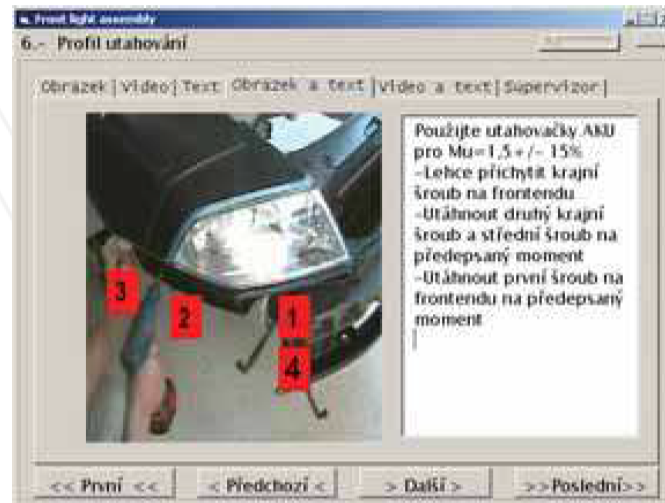 Front light assembly
6.- Profil utahování
Obrázek | Video | Text | Obrázek a text | Video a text | Supervizor |
Použijte utahovačky AKU
pro Mu=1,5+/- 15%
-Lehce přichytit krajní
šroub na frontendu
-Utáhnout druhý krajní
šroub a střední šroub na
předepsaný moment
-Utáhnout první šroub na
frontendu na předepsaný
moment
3
2
1
4
<< První <<
< Předchozí <
> Další >
>>Poslední>>